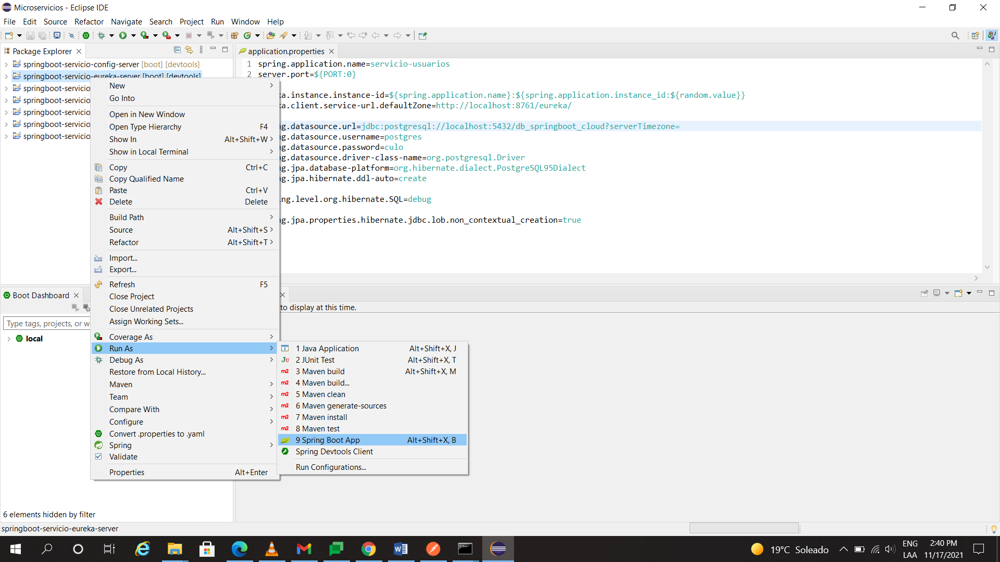 Microservicios - Eclipse IDE
File Edit Source Refactor Navigate Search Project Run Window Help
Package Explorer
springboot-servicio-config-server [boot] [devtools]
springboot-servicio-eureka-server [boot] [devtools]
springboot-servicio
springboot-servicio
springboot-servicio
springboot-servicio
springboot-servicio
application.properties
1 spring.application.name=servicio-usuarios
2 server.port=${PORT:0}
a.instance.instance-id=${spring.application.name}:${spring.application.instance_id:${random.value}}
a.client.service-url.defaultZone=http://localhost:8761/eureka/
g.datasource.url=jdbc:postgresql://localhost:5432/db_springboot_cloud?serverTimezone=
g.datasource.username=postgres
g.datasource.password=culo
g.datasource.driver-class-name=org.postgresql.Driver
g.jpa.database-platform=org.hibernate.dialect.PostgreSQL95Dialect
g.jpa.hibernate.ddl-auto=create
ng.level.org.hibernate.SQL=debug
g.jpa.properties.hibernate.jdbc.lob.non_contextual_creation=true
New
Go Into
Open in New Window
Open Type Hierarchy F4
Show In Alt+Shift+W
Show in Local Terminal
Copy Ctrl+C
Copy Qualified Name
Paste Ctrl+V
Delete Delete
Build Path
Source Alt+Shift+S
Refactor Alt+Shift+T
Import...
Export...
Refresh F5
Close Project
Close Unrelated Projects
Assign Working Sets...
Coverage As
Run As
Debug As
Restore from Local History...
Maven
Team
Compare With
Configure
Convert .properties to .yaml
Spring
Validate
Properties Alt+Enter
1 Java Application Alt+Shift+X, J
2 JUnit Test Alt+Shift+X, T
3 Maven build Alt+Shift+X, M
4 Maven build...
5 Maven clean
6 Maven generate-sources
7 Maven install
8 Maven test
9 Spring Boot App Alt+Shift+X, B
Spring Devtools Client
Run Configurations...
to display at this time.
Boot Dashboard
Type tags, projects, or w
local
6 elements hidden by filter
springboot-servicio-eureka-server
19°C Soleado
ENG
LAA
2:40 PM
11/17/2021